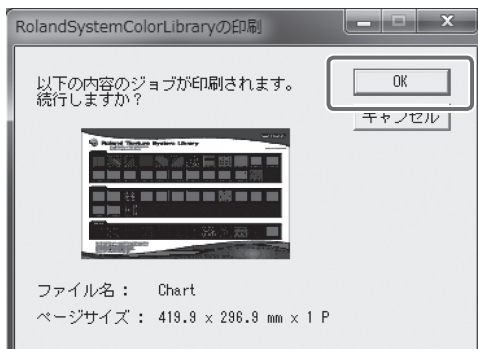 RolandSystemColorLibraryの印刷
以下の内容のジョブが印刷されます。
続行しますか？
OK
キャンセル
Roland Texture System Library
ファイル名： Chart
ページサイズ： 419.9 x 296.9 mm x 1 P